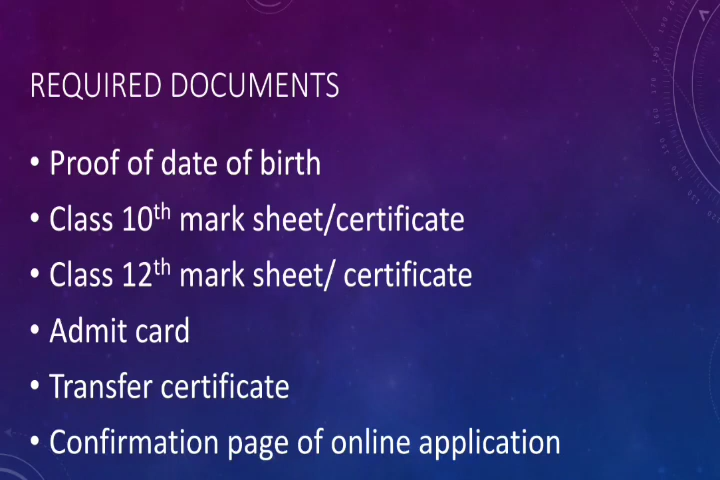 REQUIRED DOCUMENTS
• Proof of date of birth
• Class 10th mark sheet/certificate
• Class 12th mark sheet/ certificate
• Admit card
• Transfer certificate
• Confirmation page of online application